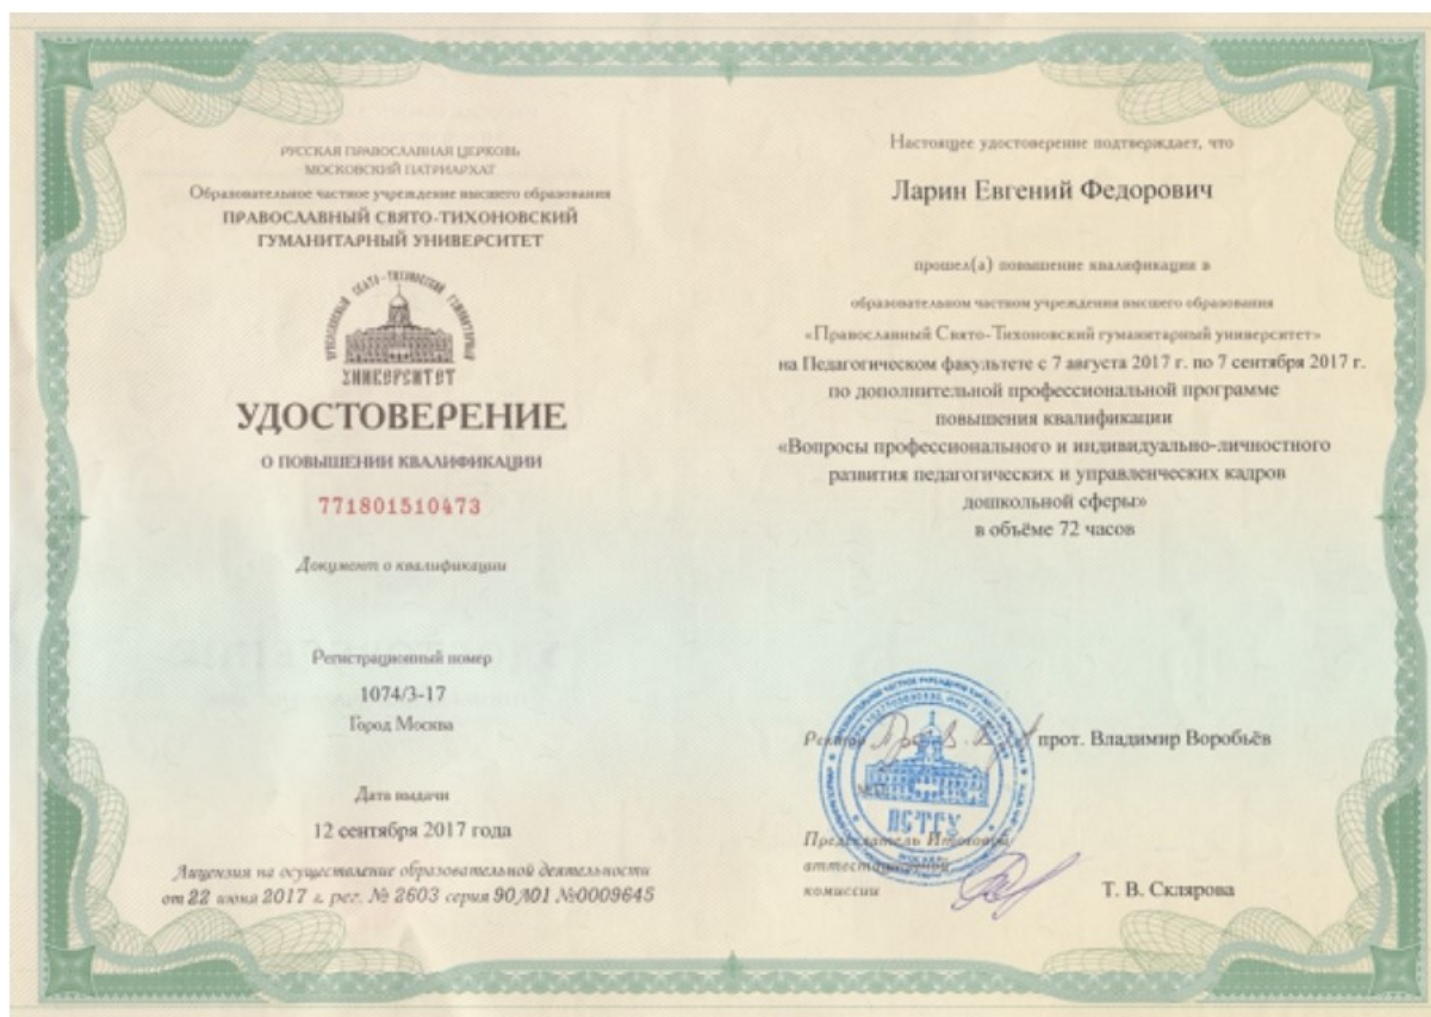 РУССКАЯ ПРАВОСЛАВНАЯ ЦЕРКОВЬ
МОСКОВСКИЙ ПАТРИАРХАТ
Образовательное частное учреждение высшего образования
ПРАВОСЛАВНЫЙ СВЯТО-ТИХОНОВСКИЙ
ГУМАНИТАРНЫЙ УНИВЕРСИТЕТ
УНИВЕРСИТЕТ
УДОСТОВЕРЕНИЕ
О ПОВЫШЕНИИ КВАЛИФИКАЦИИ
771801510473
Документ о квалификации
Регистрационный номер
1074/3-17
Город Москва
Дата выдачи
12 сентября 2017 года
Лицензия на осуществление образовательной деятельности
от 22 июня 2017 г. рег. № 2603 серия 90Л01 №0009645
Настоящее удостоверение подтверждает, что
Ларин Евгений Федорович
прошел(а) повышение квалификации в
образовательном частном учреждении высшего образования
«Православный Свято-Тихоновский гуманитарный университет»
на Педагогическом факультете с 7 августа 2017 г. по 7 сентября 2017 г.
по дополнительной профессиональной программе
повышения квалификации
«Вопросы профессионального и индивидуально-личностного
развития педагогических и управленческих кадров
дошкольной сферы»
в объёме 72 часов
Ректор прот. Владимир Воробьёв
ПСТГУ
МОСКВА
Председатель Итоговой
аттестационной
комиссии Т. В. Склярова